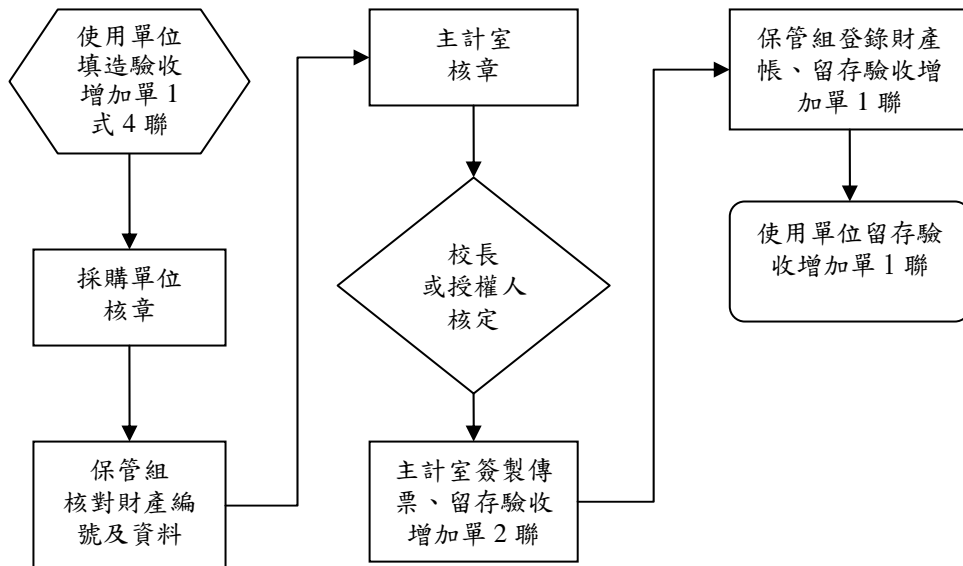 使用單位
填造驗收
增加單 1
式 4 聯
採購單位
核章
保管組
核對財產編
號及資料
主計室
核章
校長
或授權人
核定
主計室簽製傳
票、留存驗收
增加單 2 聯
保管組登錄財產
帳、留存驗收增
加單 1 聯
使用單位留存驗
收增加單 1 聯